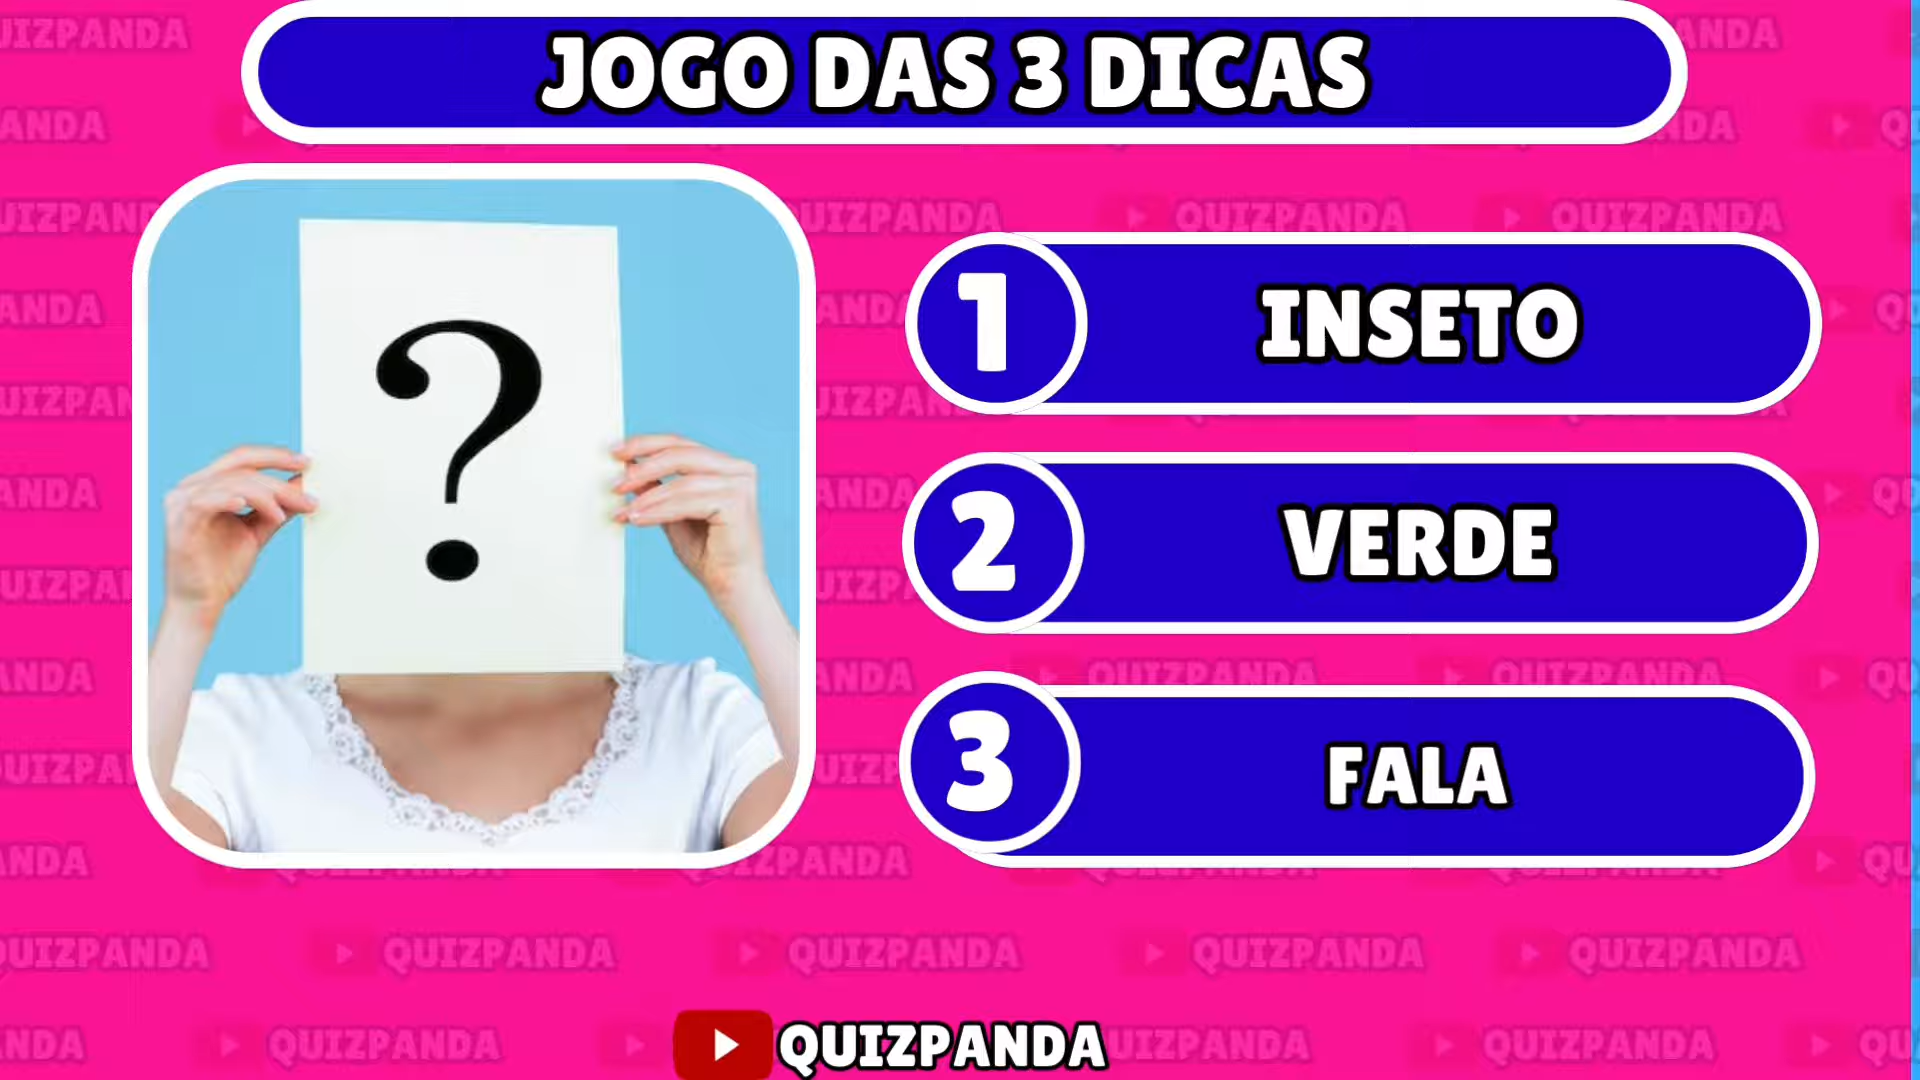 JOGO DAS 3 DICAS
?
1 INSETO
2 VERDE
3 FALA
QUIZPANDA